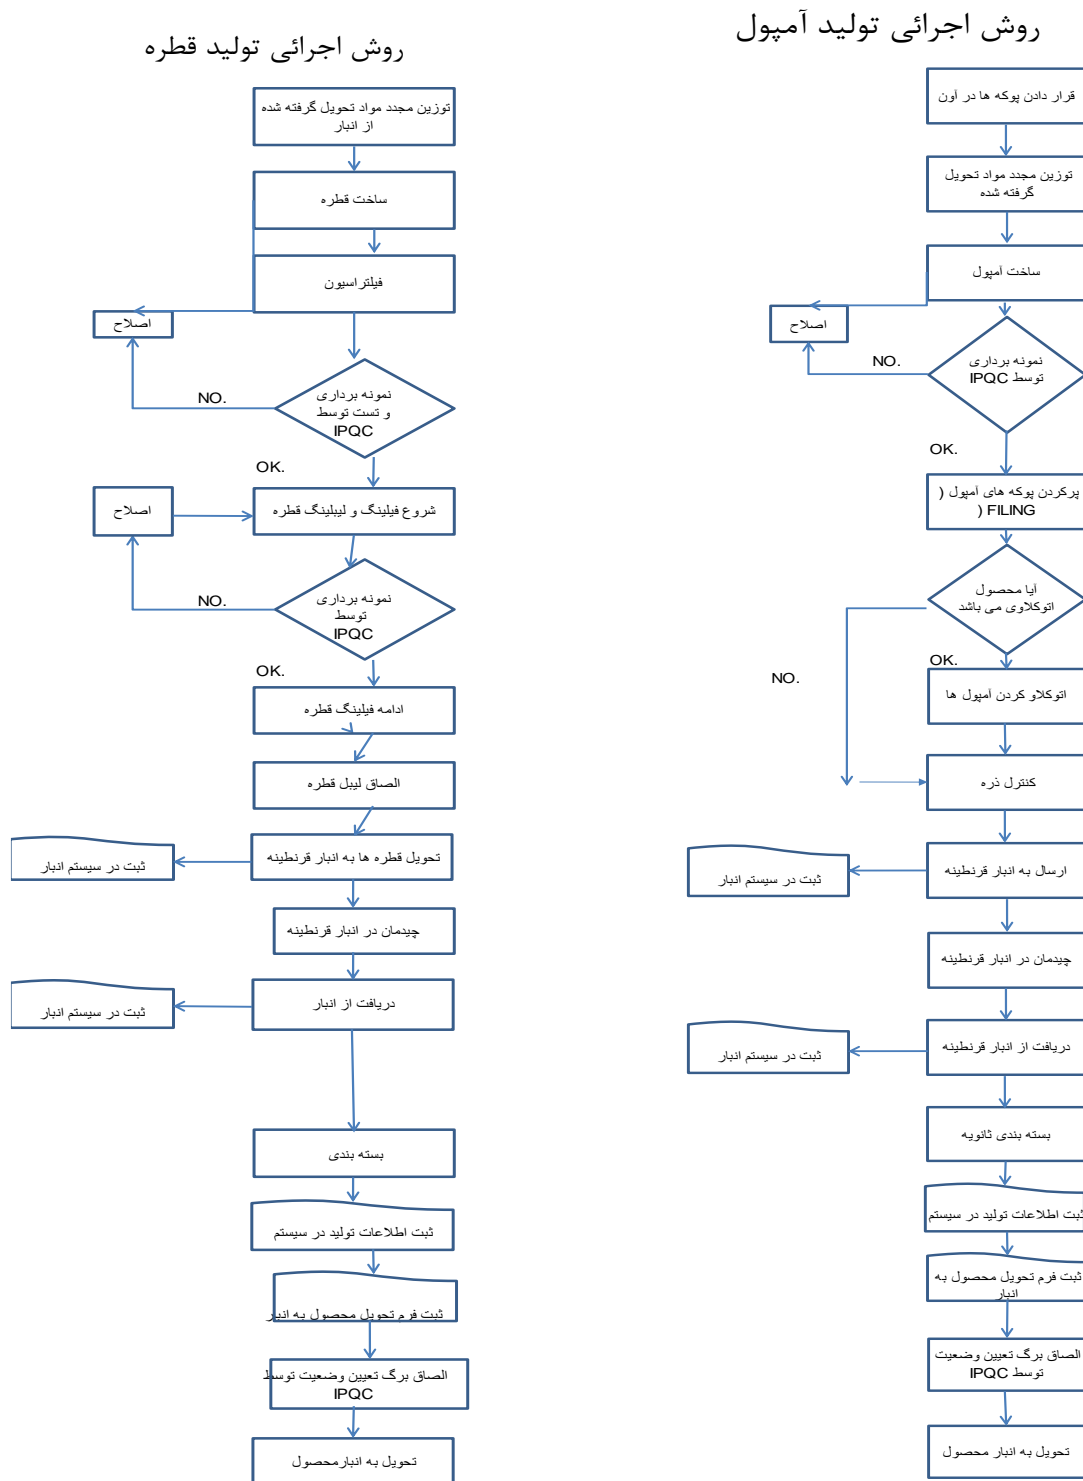 روش اجرائی تولید آمپول
قرار دادن پوکه ها در آون
توزین مجدد مواد تحویل
گرفته شده
ساخت آمپول
اصلاح
نمونه برداری
توسط IPQC
NO.
OK.
پرکردن پوکه های آمپول (
FILING (
آیا محصول
اتوکلاوی می باشد
NO.
OK.
اتوکلاو کردن آمپول ها
کنترل ذره
ارسال به انبار قرنطینه
ثبت در سیستم انبار
چیدمان در انبار قرنطینه
دریافت از انبار قرنطینه
ثبت در سیستم انبار
بسته بندی ثانویه
ثبت اطلاعات تولید در سیستم
ثبت فرم تحویل محصول به
انبار
الصاق برگ تعیین وضعیت
توسط IPQC
تحویل به انبار محصول
روش اجرائی تولید قطره
توزین مجدد مواد تحویل گرفته شده
از انبار
ساخت قطره
فیلتراسیون
اصلاح
نمونه برداری
و تست توسط
IPQC
NO.
OK.
شروع فیلینگ و لیبلینگ قطره
اصلاح
نمونه برداری
توسط
IPQC
NO.
OK.
ادامه فیلینگ قطره
الصاق لیبل قطره
تحویل قطره ها به انبار قرنطینه
ثبت در سیستم انبار
چیدمان در انبار قرنطینه
دریافت از انبار
ثبت در سیستم انبار
بسته بندی
ثبت اطلاعات تولید در سیستم
ثبت فرم تحویل محصول به انبار
الصاق برگ تعیین وضعیت توسط
IPQC
تحویل به انبارمحصول